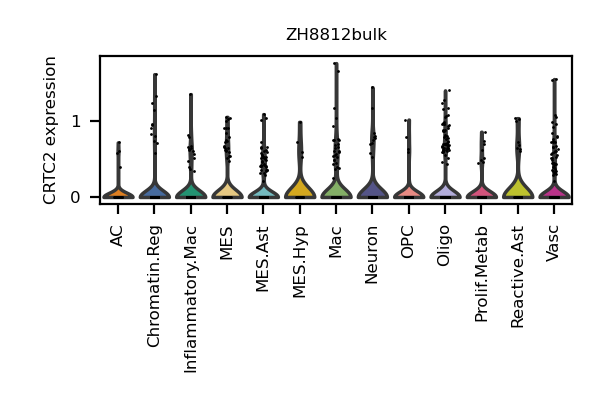 ZH8812bulk
CRTC2 expression
1
0
AC
Chromatin.Reg
Inflammatory.Mac
MES
MES.Ast
MES.Hyp
Mac
Neuron
OPC
Oligo
Prolif.Metab
Reactive.Ast
Vasc